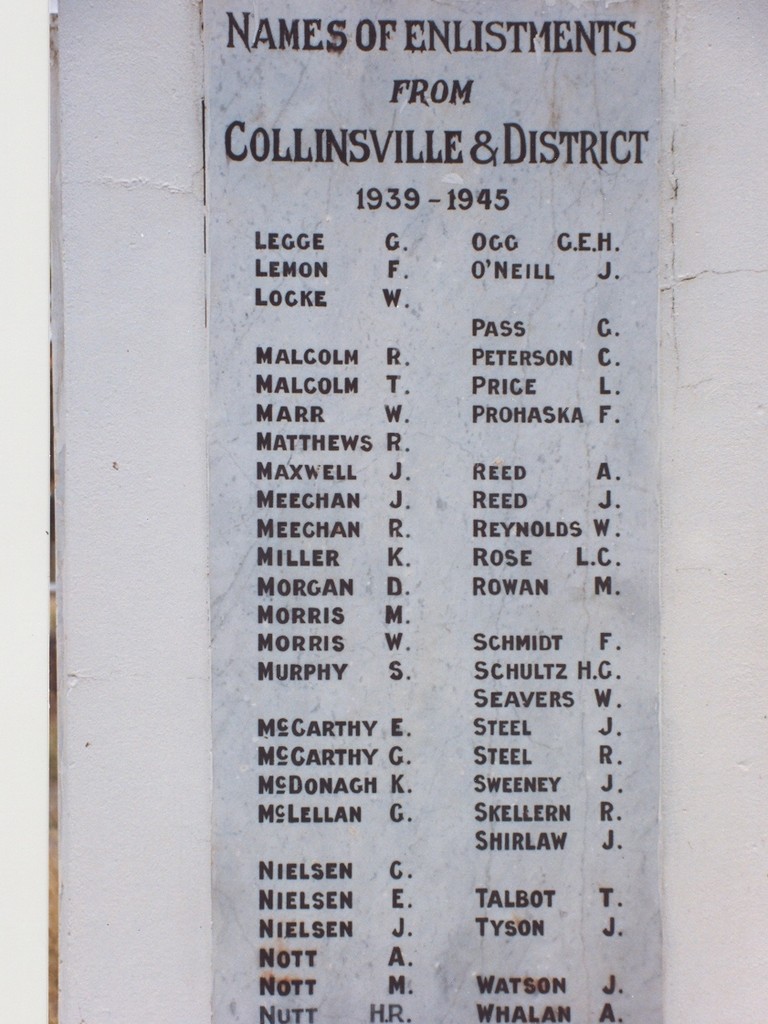 NAMES OF ENLISTMENTS
FROM
COLLINSVILLE & DISTRICT
1939 - 1945
LEGGE G.
LEMON F.
LOCKE W.
MALCOLM R.
MALCOLM T.
MARR W.
MATTHEWS R.
MAXWELL J.
MEECHAN J.
MEECHAN R.
MILLER K.
MORGAN D.
MORRIS M.
MORRIS W.
MURPHY S.
McCARTHY E.
McCARTHY G.
McDONAGH K.
McLELLAN G.
NIELSEN C.
NIELSEN E.
NIELSEN J.
NOTT A.
NOTT M.
NUTT H.R.
OGG G.E.H.
O'NEILL J.
PASS G.
PETERSON C.
PRICE L.
PROHASKA F.
REED A.
REED J.
REYNOLDS W.
ROSE L.C.
ROWAN M.
SCHMIDT F.
SCHULTZ H.G.
SEAVERS W.
STEEL J.
STEEL R.
SWEENEY J.
SKELLERN R.
SHIRLAW J.
TALBOT T.
TYSON J.
WATSON J.
WHALAN A.